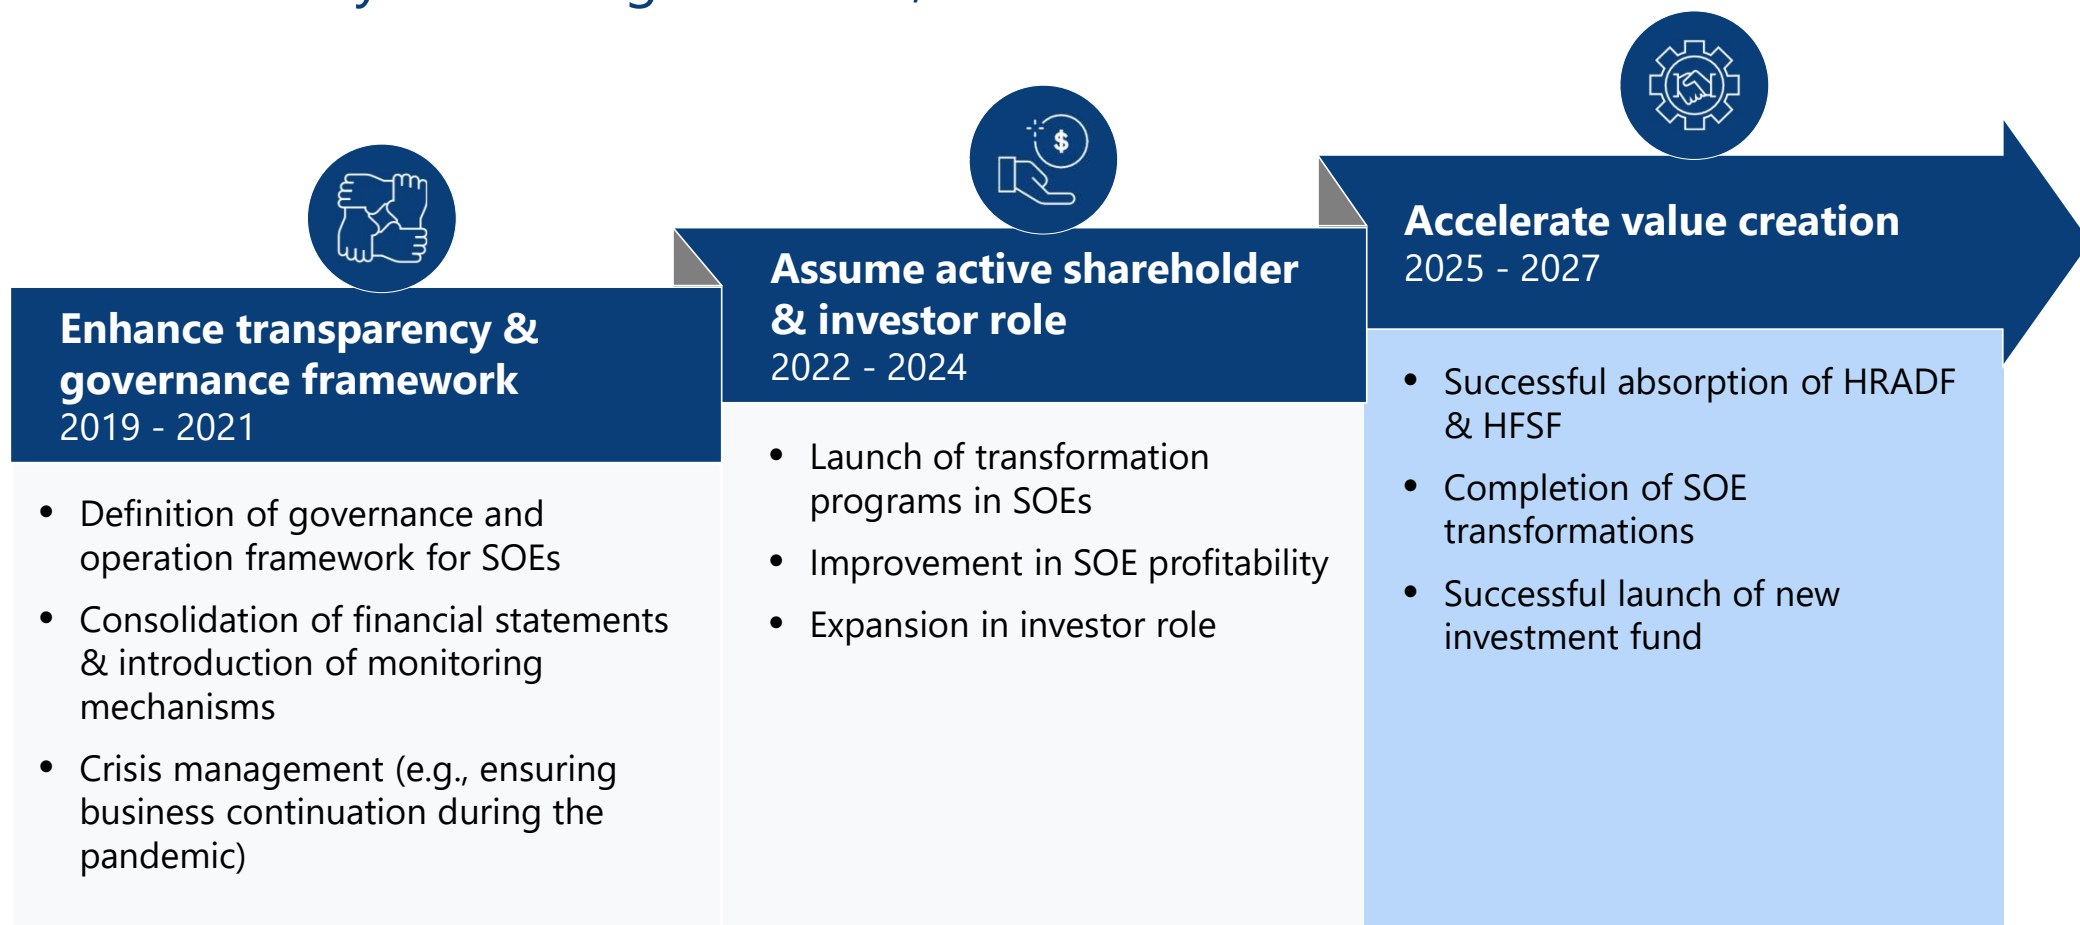 Enhance transparency &
governance framework
2019 - 2021
• Definition of governance and
operation framework for SOEs
• Consolidation of financial statements
& introduction of monitoring
mechanisms
• Crisis management (e.g., ensuring
business continuation during the
pandemic)
$
Assume active shareholder
& investor role
2022 - 2024
• Launch of transformation
programs in SOEs
• Improvement in SOE profitability
• Expansion in investor role
Accelerate value creation
2025 - 2027
• Successful absorption of HRADF
& HFSF
• Completion of SOE
transformations
• Successful launch of new
investment fund